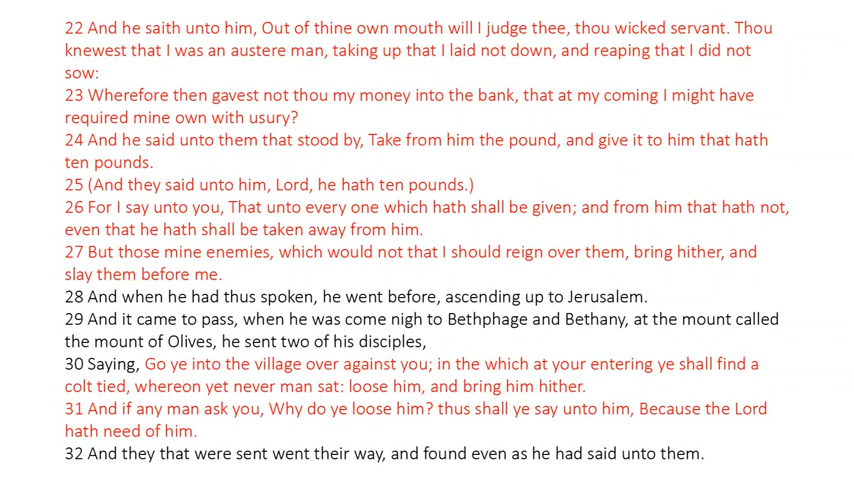 22 And he saith unto him, Out of thine own mouth will I judge thee, thou wicked servant. Thou
knewest that I was an austere man, taking up that I laid not down, and reaping that I did not
sow:
23 Wherefore then gavest not thou my money into the bank, that at my coming I might have
required mine own with usury?
24 And he said unto them that stood by, Take from him the pound, and give it to him that hath
ten pounds.
25 (And they said unto him, Lord, he hath ten pounds.)
26 For I say unto you, That unto every one which hath shall be given; and from him that hath not,
even that he hath shall be taken away from him.
27 But those mine enemies, which would not that I should reign over them, bring hither, and
slay them before me.
28 And when he had thus spoken, he went before, ascending up to Jerusalem.
29 And it came to pass, when he was come nigh to Bethphage and Bethany, at the mount called
the mount of Olives, he sent two of his disciples,
30 Saying, Go ye into the village over against you; in the which at your entering ye shall find a
colt tied, whereon yet never man sat: loose him, and bring him hither.
31 And if any man ask you, Why do ye loose him? thus shall ye say unto him, Because the Lord
hath need of him.
32 And they that were sent went their way, and found even as he had said unto them.